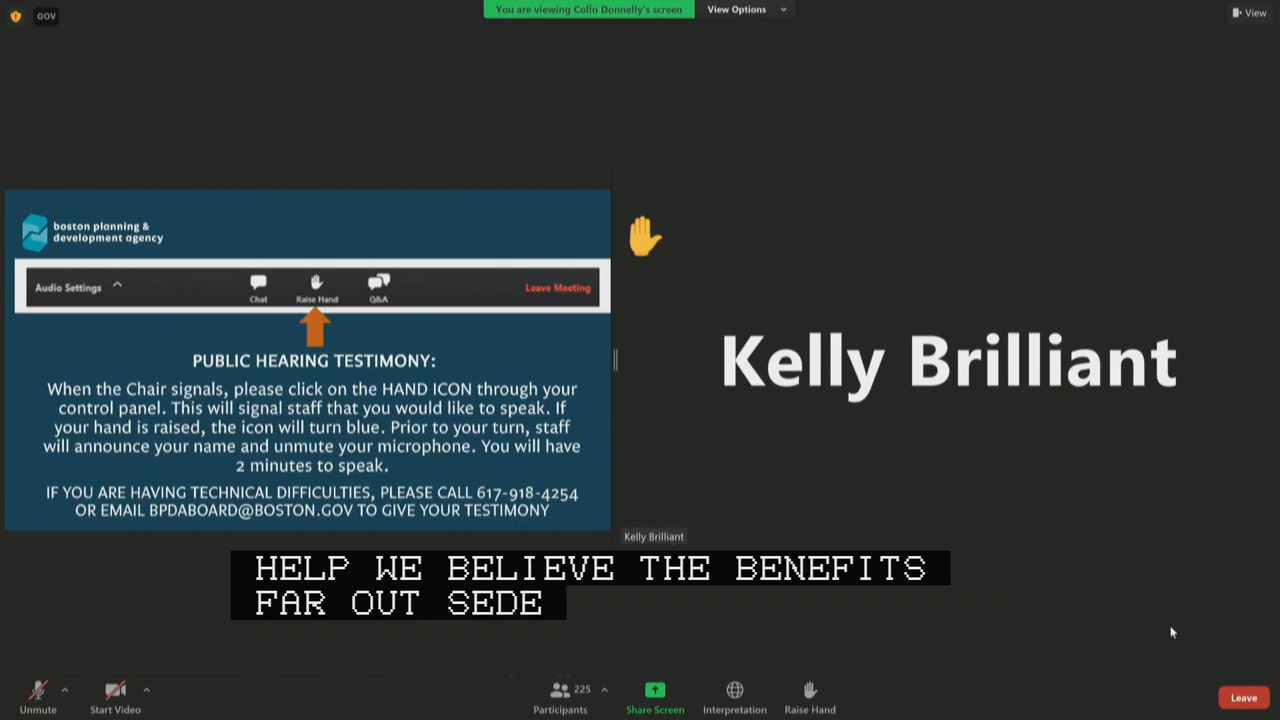 GOV
You are viewing Colin Donnelly's screen
View Options
View
boston planning &
development agency
Audio Settings
Chat
Raise Hand
Q&A
Leave Meeting
PUBLIC HEARING TESTIMONY:
When the Chair signals, please click on the HAND ICON through your
control panel. This will signal staff that you would like to speak. If
your hand is raised, the icon will turn blue. Prior to your turn, staff
will announce your name and unmute your microphone. You will have
2 minutes to speak.
IF YOU ARE HAVING TECHNICAL DIFFICULTIES, PLEASE CALL 617-918-4254
OR EMAIL BPDABOARD@BOSTON.GOV TO GIVE YOUR TESTIMONY
Kelly Brilliant
Kelly Brilliant
HELP WE BELIEVE THE BENEFITS
FAR OUT SEDE
Unmute
Start Video
225
Participants
Share Screen
Interpretation
Raise Hand
Leave